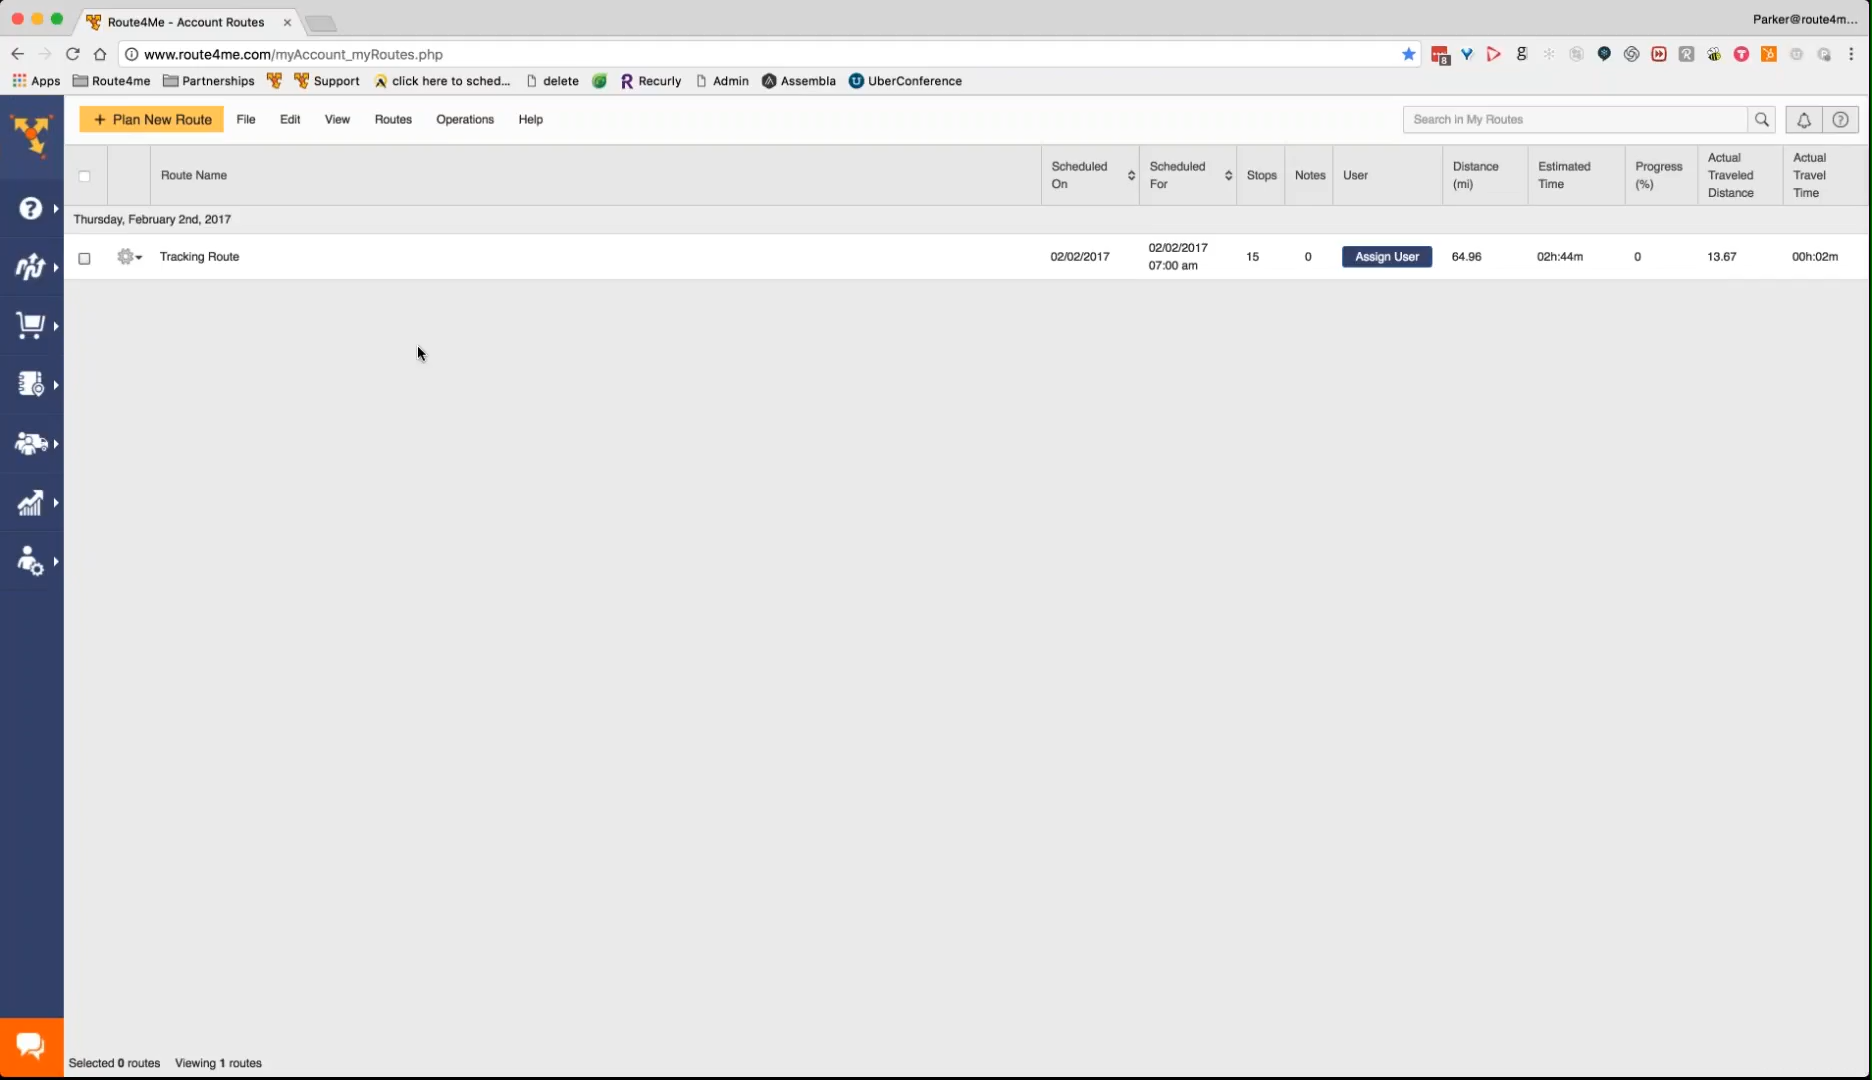 Route4Me - Account Routes
Parker@route4m...
www.route4me.com/myAccount_myRoutes.php
8
Apps Route4me Partnerships Support click here to sched... delete Recurly Admin Assembla UberConference
+ Plan New Route File Edit View Routes Operations Help
Search in My Routes
Route Name
Scheduled On
Scheduled For
Stops
Notes
User
Distance (mi)
Estimated Time
Progress (%)
Actual Traveled Distance
Actual Travel Time
Thursday, February 2nd, 2017
Tracking Route 02/02/2017 02/02/2017 07:00 am 15 0 Assign User 64.96 02h:44m 0 13.67 00h:02m
Selected 0 routes Viewing 1 routes